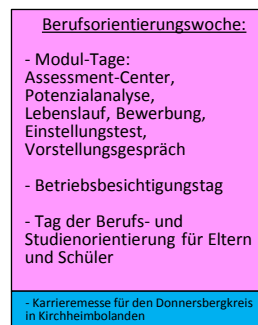 Berufsorientierungswoche:
- Modul-Tage:
Assessment-Center,
Potenzialanalyse,
Lebenslauf, Bewerbung,
Einstellungstest,
Vorstellungsgespräch
- Betriebsbesichtigungstag
- Tag der Berufs- und
Studienorientierung für Eltern
und Schüler
- Karrieremesse für den Donnersbergkreis
in Kirchheimbolanden